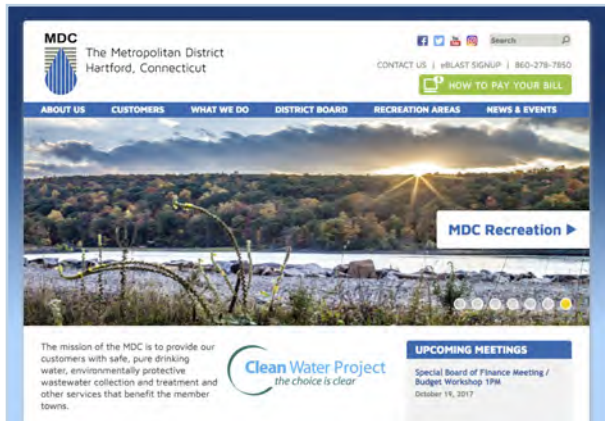 MDC
The Metropolitan District
Hartford, Connecticut
Search
CONTACT US | eBLAST SIGNUP | 860-278-7850
HOW TO PAY YOUR BILL
ABOUT US CUSTOMERS WHAT WE DO DISTRICT BOARD RECREATION AREAS NEWS & EVENTS
MDC Recreation
The mission of the MDC is to provide our
customers with safe, pure drinking
water, environmentally protective
wastewater collection and treatment and
other services that benefit the member
towns.
Clean Water Project
the choice is clear
UPCOMING MEETINGS
Special Board of Finance Meeting /
Budget Workshop 1PM
October 19, 2017